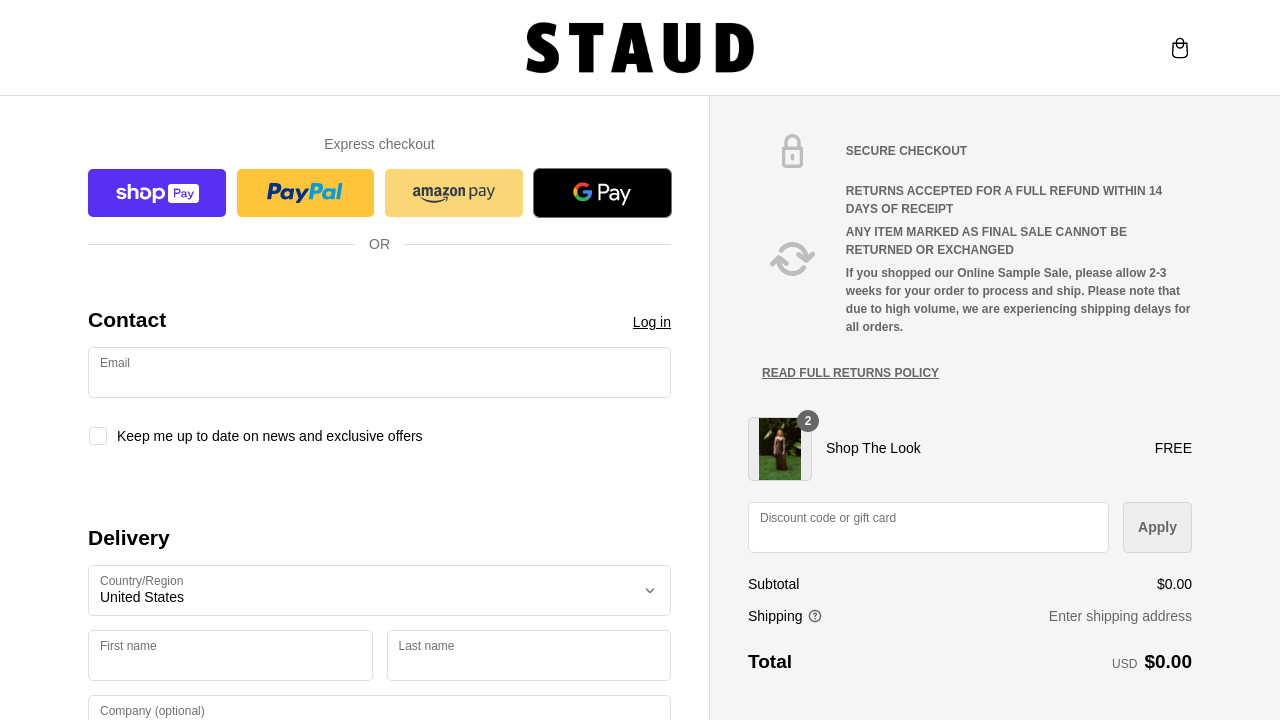 STAUD
Express checkout
shop Pay
PayPal
amazon pay
G Pay
OR
Contact
Log in
Email
Keep me up to date on news and exclusive offers
Delivery
Country/Region
United States
First name
Last name
Company (optional)
SECURE CHECKOUT
RETURNS ACCEPTED FOR A FULL REFUND WITHIN 14
DAYS OF RECEIPT
ANY ITEM MARKED AS FINAL SALE CANNOT BE
RETURNED OR EXCHANGED
If you shopped our Online Sample Sale, please allow 2-3
weeks for your order to process and ship. Please note that
due to high volume, we are experiencing shipping delays for
all orders.
READ FULL RETURNS POLICY
2
Shop The Look
FREE
Discount code or gift card
Apply
Subtotal
$0.00
Shipping
Enter shipping address
Total
USD $0.00